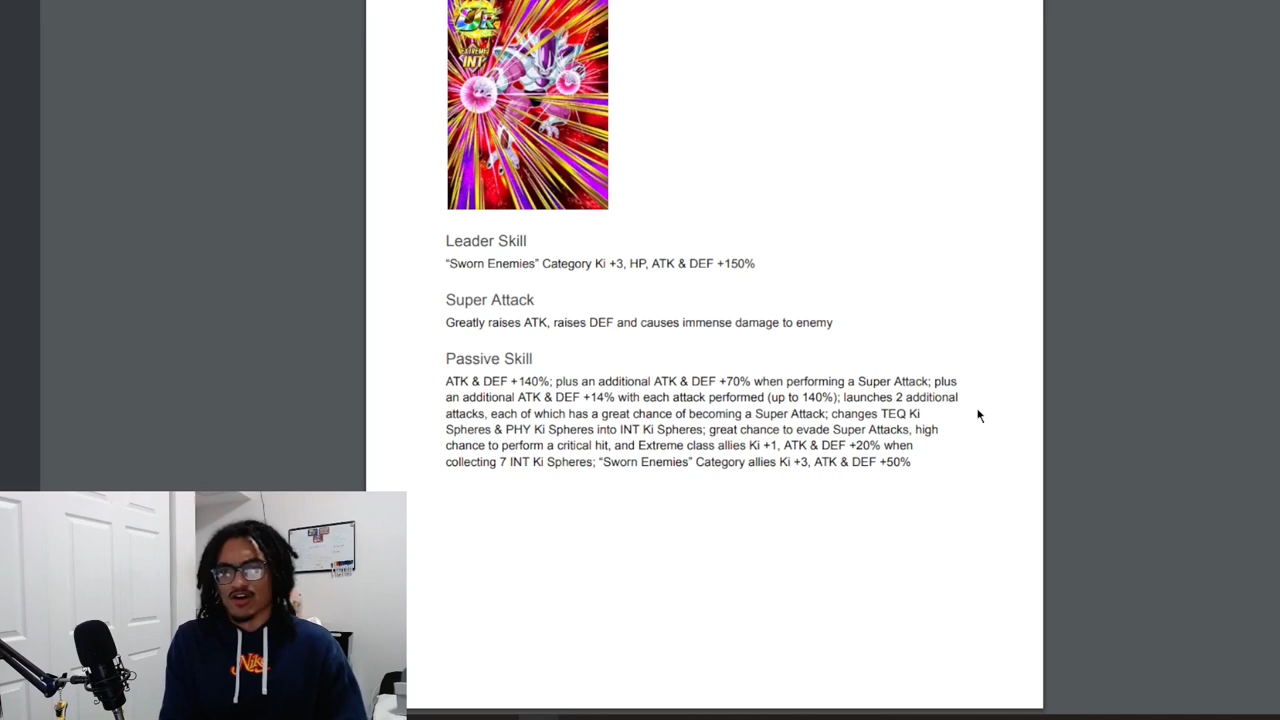 UR
EXTREME
INT
Leader Skill
“Sworn Enemies” Category Ki +3, HP, ATK & DEF +150%
Super Attack
Greatly raises ATK, raises DEF and causes immense damage to enemy
Passive Skill
ATK & DEF +140%; plus an additional ATK & DEF +70% when performing a Super Attack; plus
an additional ATK & DEF +14% with each attack performed (up to 140%); launches 2 additional
attacks, each of which has a great chance of becoming a Super Attack; changes TEQ Ki
Spheres & PHY Ki Spheres into INT Ki Spheres; great chance to evade Super Attacks, high
chance to perform a critical hit, and Extreme class allies Ki +1, ATK & DEF +20% when
collecting 7 INT Ki Spheres; “Sworn Enemies” Category allies Ki +3, ATK & DEF +50%
Nike